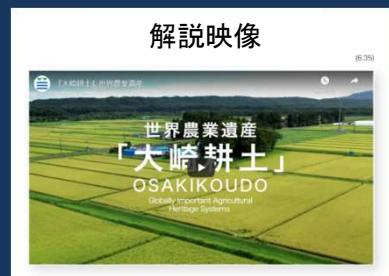 解説映像
(6:35)
「大崎耕土」世界農業遺産
世界農業遺産
「大崎耕土」
OSAKIKOUDO
Globally Important Agricultural
Heritage Systems